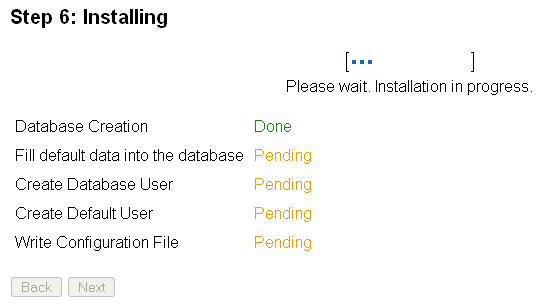 Step 6: Installing
[... ]
Please wait. Installation in progress.
Database Creation Done
Fill default data into the database Pending
Create Database User Pending
Create Default User Pending
Write Configuration File Pending
Back Next